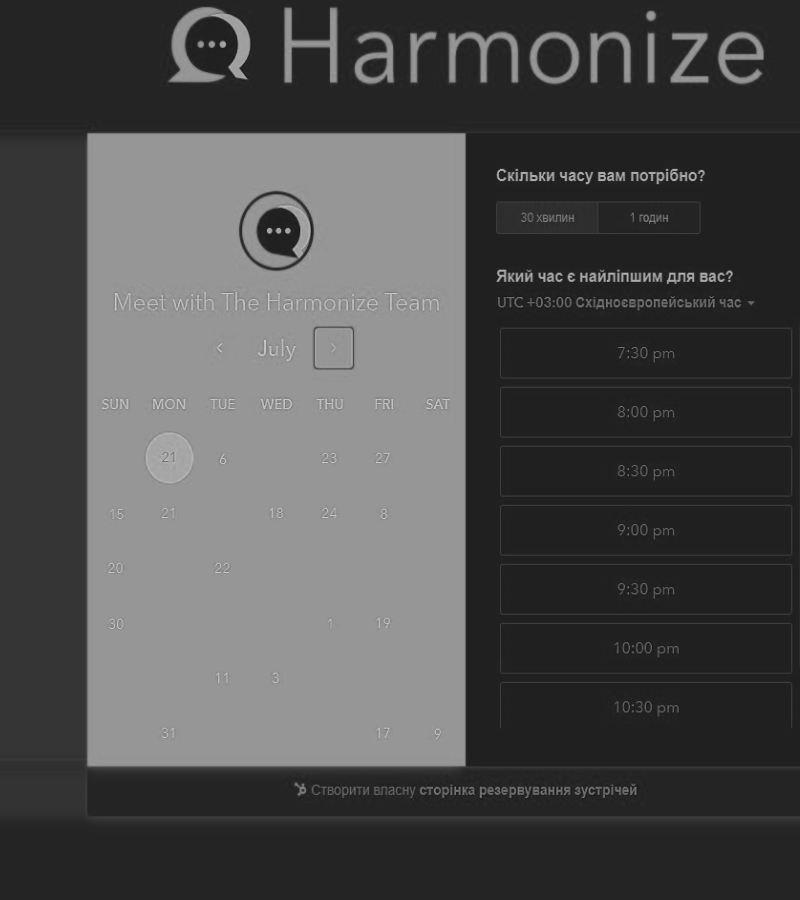 Harmonize
Meet with The Harmonize Team
July
SUN MON TUE WED THU FRI SAT
21 6 23 27
15 21 18 24 8
20 22
30 1 19
11 3
31 17 9
Скільки часу вам потрібно?
30 хвилин 1 годин
Який час є найліпшим для вас?
UTC +03:00 Східноєвропейський час
7:30 pm
8:00 pm
8:30 pm
9:00 pm
9:30 pm
10:00 pm
10:30 pm
Створити власну сторінка резервування зустрічей